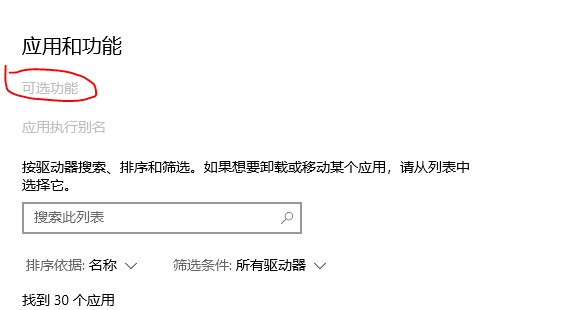 应用和功能
可选功能
应用执行别名
按驱动器搜索、排序和筛选。如果想要卸载或移动某个应用，请从列表中
选择它。
搜索此列表
排序依据: 名称 筛选条件: 所有驱动器
找到 30 个应用